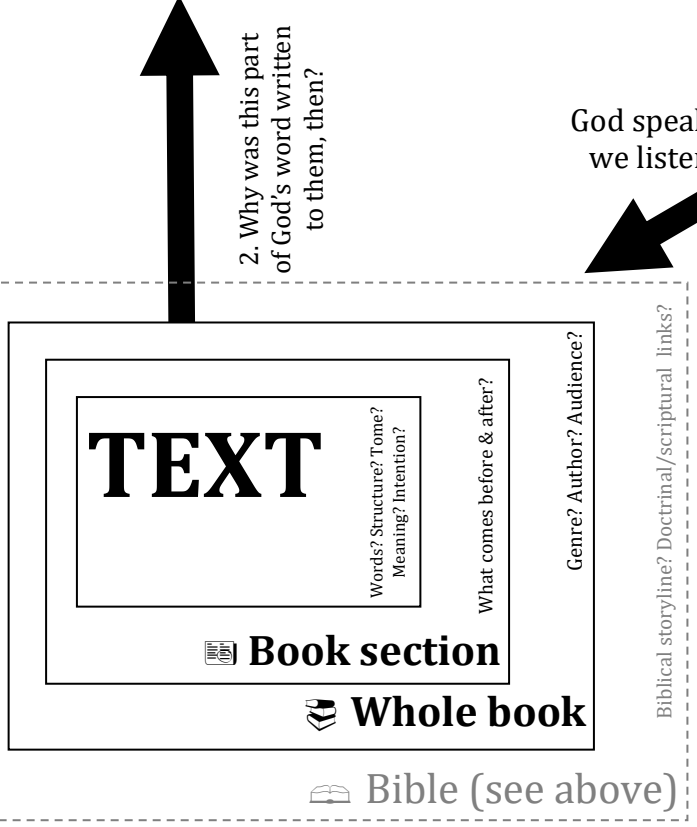 2. Why was this part
of God’s word written
to them, then?
God speak
we listen
TEXT
Words? Structure? Tome?
Meaning? Intention?
What comes before & after?
Genre? Author? Audience?
Biblical storyline? Doctrinal/scriptural links?
Book section
Whole book
Bible (see above)